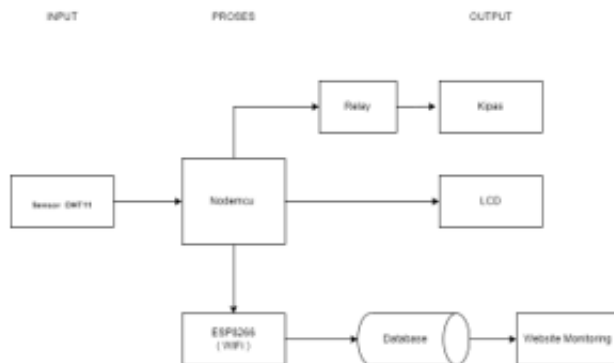 INPUT
PROSES
OUTPUT
Relay
Kipas
Sensor DHT11
Nodemcu
LCD
ESP8266
( WiFi )
Database
Website Monitoring